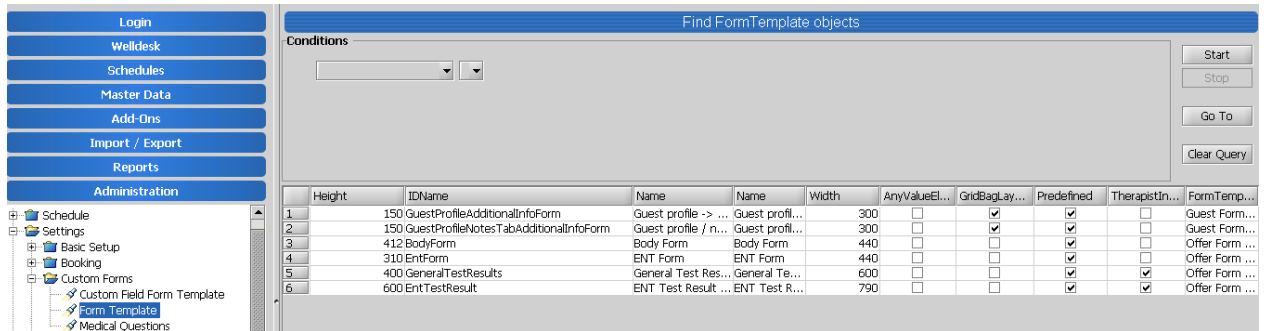 Login
Welldesk
Schedules
Master Data
Add-Ons
Import / Export
Reports
Administration
Schedule
Settings
Basic Setup
Booking
Custom Forms
Custom Field Form Template
Form Template
Medical Questions
Find FormTemplate objects
Conditions
Start
Stop
Go To
Clear Query
Height IDName Name Name Width AnyValueEl... GridBagLay... Predefined TherapistIn... FormTemp...
1 150 GuestProfileAdditionalInfoForm Guest profile -> ... Guest profil... 300 Guest Form...
2 150 GuestProfileNotesTabAdditionalInfoForm Guest profile / n... Guest profil... 300 Guest Form...
3 412 BodyForm Body Form Body Form 440 Offer Form ...
4 310 EntForm ENT Form ENT Form 440 Offer Form ...
5 400 GeneralTestResults General Test Res... General Te... 600 Offer Form ...
6 600 EntTestResult ENT Test Result ... ENT Test R... 790 Offer Form ...